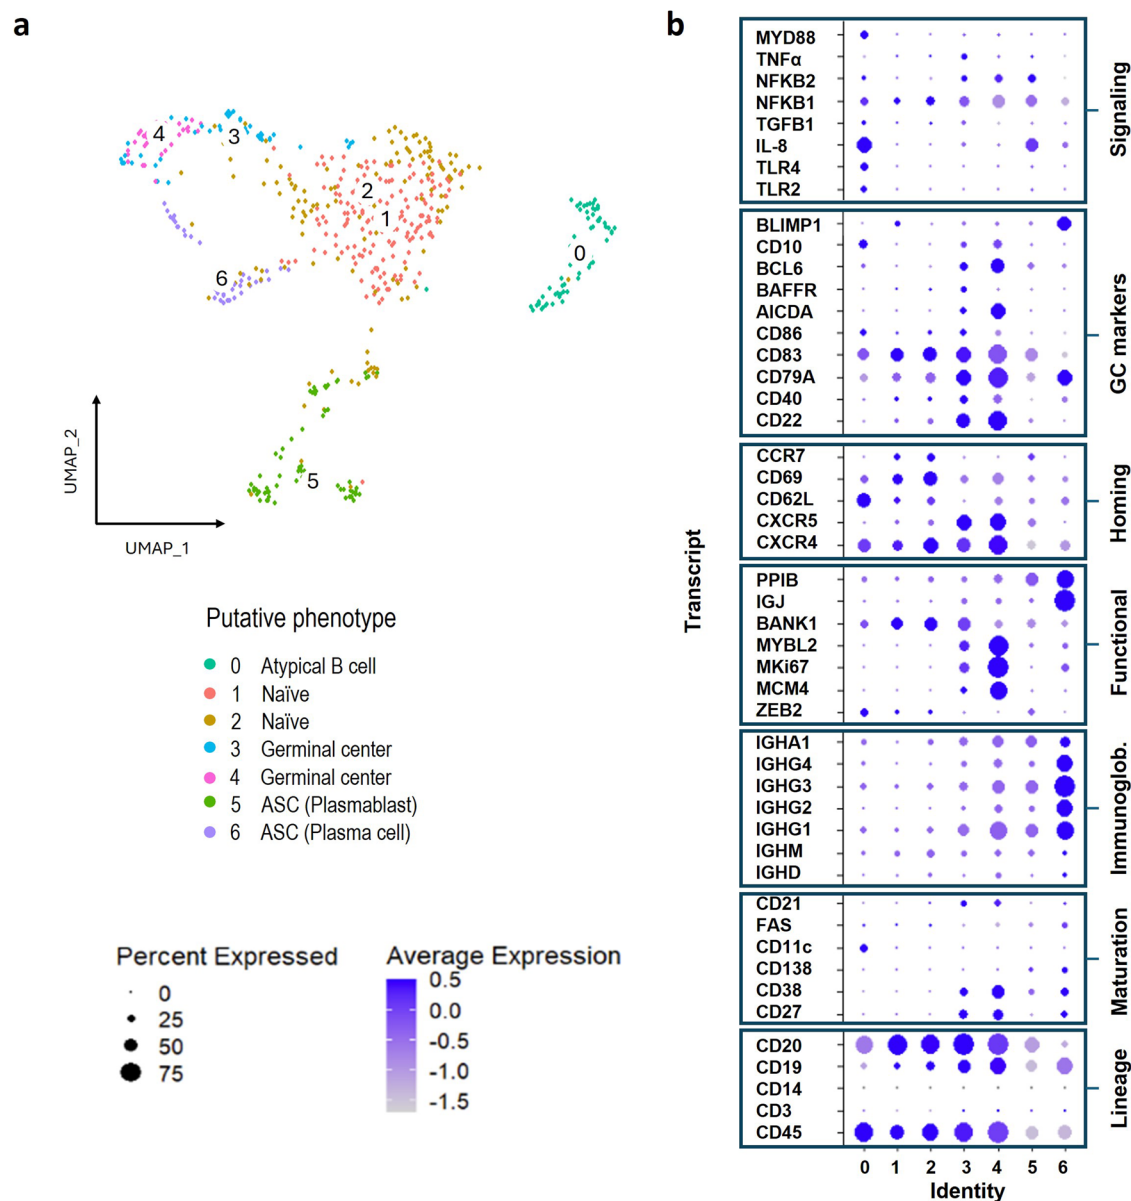 a
4
3
2
1
0
6
5
UMAP_2
UMAP_1
Putative phenotype
0 Atypical B cell
1 Naïve
2 Naïve
3 Germinal center
4 Germinal center
5 ASC (Plasmablast)
6 ASC (Plasma cell)
Percent Expressed
0
25
50
75
Average Expression
0.5
0.0
-0.5
-1.0
-1.5
b
Transcript
MYD88
TNFα
NFKB2
NFKB1
TGFB1
IL-8
TLR4
TLR2
Signaling
BLIMP1
CD10
BCL6
BAFFR
AICDA
CD86
CD83
CD79A
CD40
CD22
GC markers
CCR7
CD69
CD62L
CXCR5
CXCR4
Homing
PPIB
IGJ
BANK1
MYBL2
MKi67
MCM4
ZEB2
Functional
IGHA1
IGHG4
IGHG3
IGHG2
IGHG1
IGHM
IGHD
Immunoglob.
CD21
FAS
CD11c
CD138
CD38
CD27
Maturation
CD20
CD19
CD14
CD3
CD45
Lineage
0 1 2 3 4 5 6
Identity